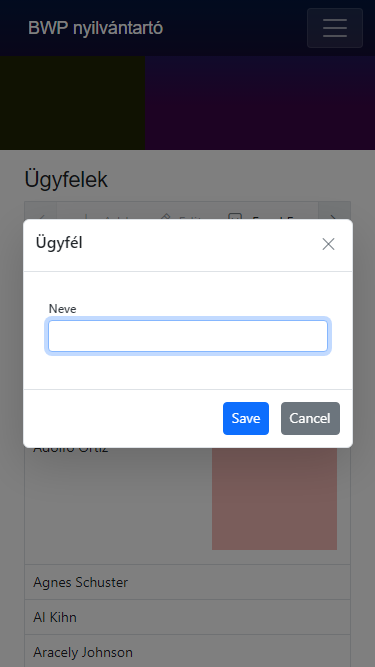 BWP nyilvántartó
Ügyfelek
Ügyfél
Neve
Save Cancel
Adolfo Ortiz
Agnes Schuster
Al Kihn
Aracely Johnson